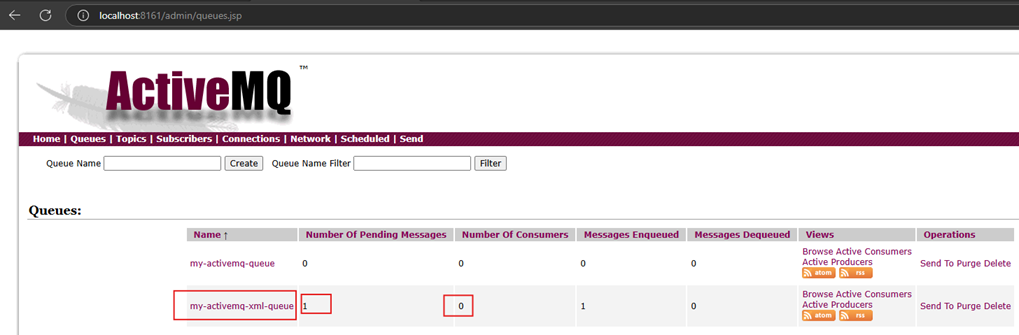 localhost:8161/admin/queues.jsp
ActiveMQ™
Home | Queues | Topics | Subscribers | Connections | Network | Scheduled | Send
Queue Name Create Queue Name Filter Filter
Queues:
Name ↑ Number Of Pending Messages Number Of Consumers Messages Enqueued Messages Dequeued Views Operations
my-activemq-queue 0 0 0 0 Browse Active Consumers
Active Producers
atom rss
Send To Purge Delete
my-activemq-xml-queue 1 0 1 0 Browse Active Consumers
Active Producers
atom rss
Send To Purge Delete